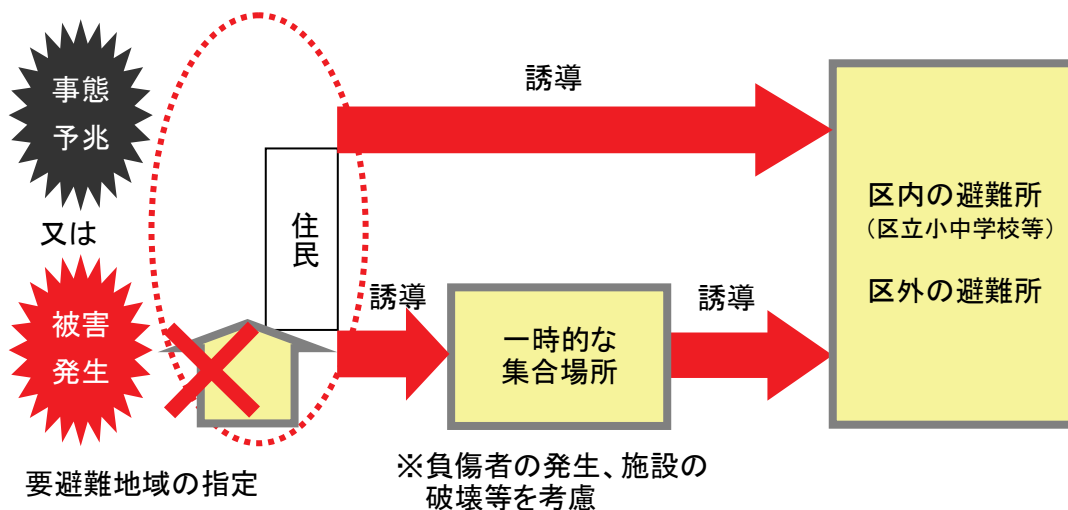 事態
予兆
又は
被害
発生
要避難地域の指定
住民
誘導
誘導
一時的な
集合場所
※負傷者の発生、施設の
破壊等を考慮
誘導
区内の避難所
（区立小中学校等）
区外の避難所